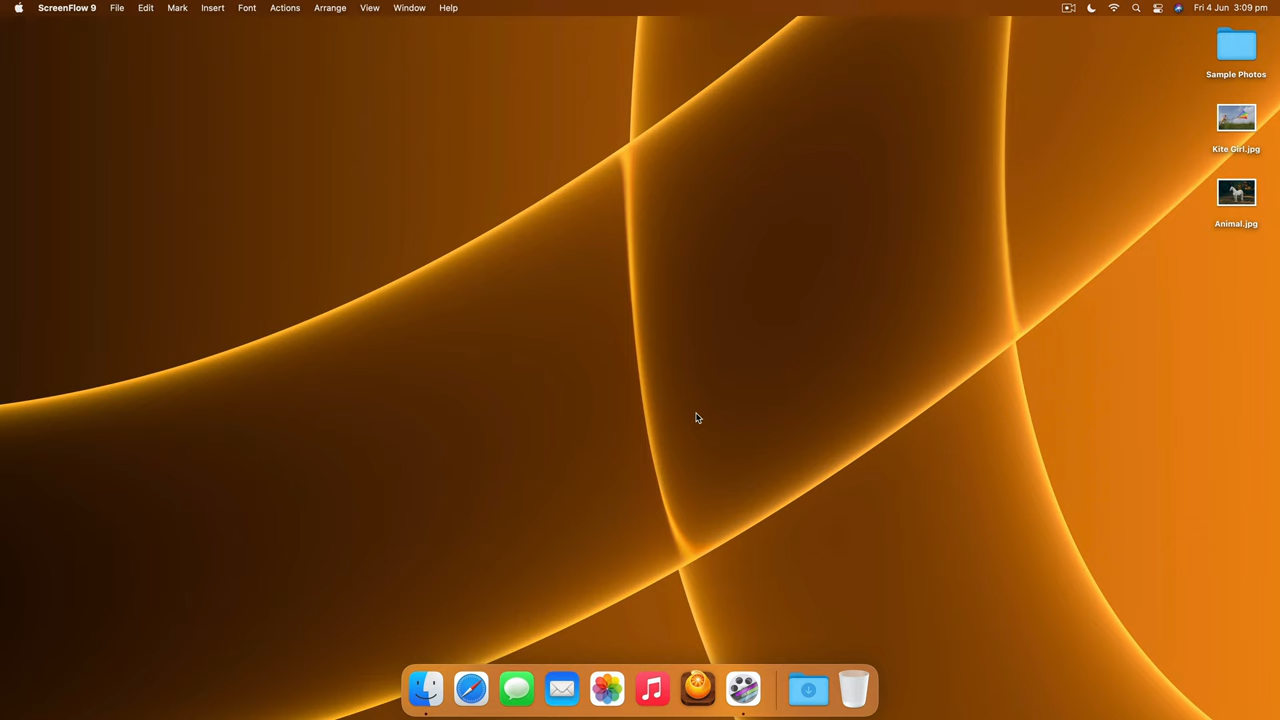 ScreenFlow 9 File Edit Mark Insert Font Actions Arrange View Window Help Fri 4 Jun 3:09 pm
Sample Photos
Kite Girl.jpg
Animal.jpg